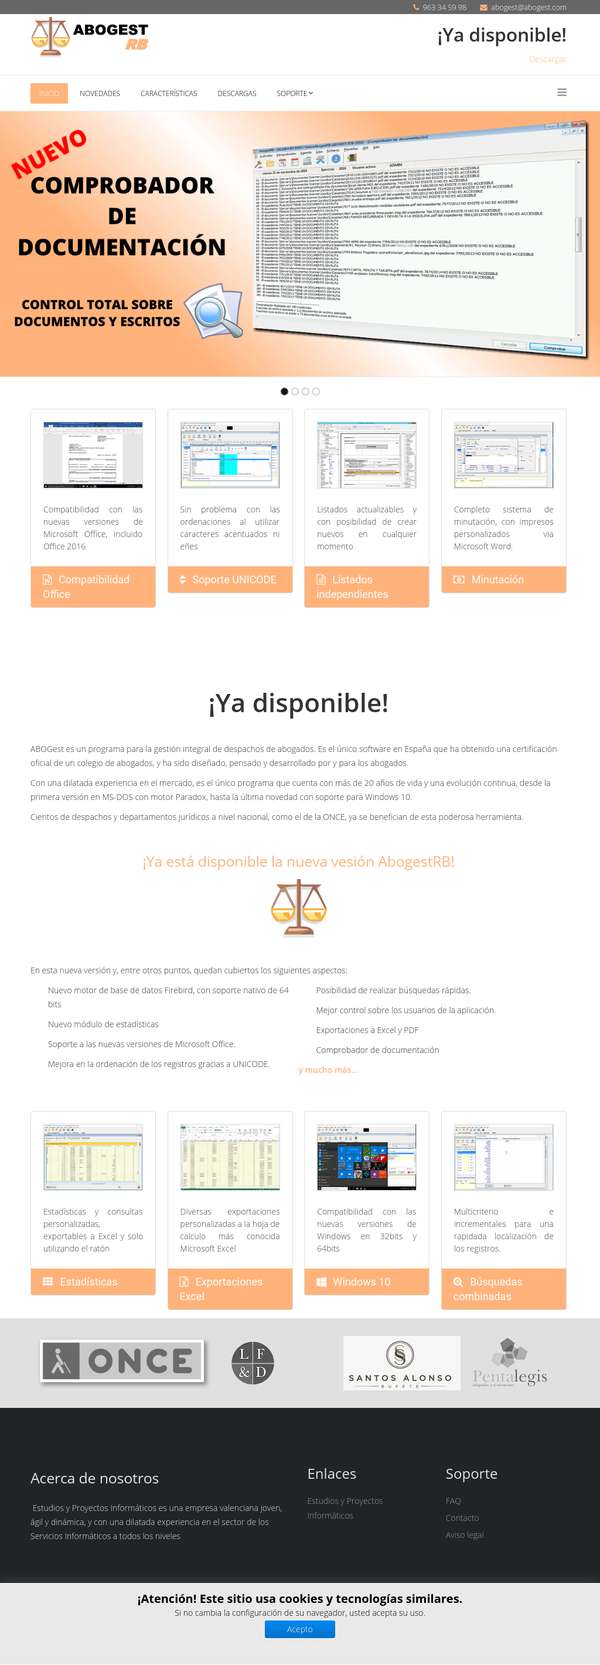 963 34 59 98 abogest@abogest.com
ABOGEST
RB
¡Ya disponible!
Descargar
INICIO NOVEDADES CARACTERÍSTICAS DESCARGAS SOPORTE
NUEVO
COMPROBADOR
DE
DOCUMENTACIÓN
CONTROL TOTAL SOBRE
DOCUMENTOS Y ESCRITOS
Compatibilidad con las
nuevas versiones de
Microsoft Office, incluido
Office 2016
Compatibilidad
Office
Sin problema con las
ordenaciones al utilizar
caracteres acentuados ni
eñes
Soporte UNICODE
Listados actualizables y
con posibilidad de crear
nuevos en cualquier
momento
Listados
independientes
Completo sistema de
minutación, con impresos
personalizados via
Microsoft Word
Minutación
¡Ya disponible!
ABOGest es un programa para la gestión integral de despachos de abogados. Es el único software en España que ha obtenido una certificación
oficial de un colegio de abogados, y ha sido diseñado, pensado y desarrollado por y para los abogados.
Con una dilatada experiencia en el mercado, es el único programa que cuenta con más de 20 años de vida y una evolución continua, desde la
primera versión en MS-DOS con motor Paradox, hasta la última novedad con soporte para Windows 10.
Cientos de despachos y departamentos jurídicos a nivel nacional, como el de la ONCE, ya se benefician de esta poderosa herramienta.
¡Ya está disponible la nueva vesión AbogestRB!
En esta nueva versión y, entre otros puntos, quedan cubiertos los siguientes aspectos:
Nuevo motor de base de datos Firebird, con soporte nativo de 64
bits
Nuevo módulo de estadísticas
Soporte a las nuevas versiones de Microsoft Office.
Mejora en la ordenación de los registros gracias a UNICODE.
Posibilidad de realizar búsquedas rápidas.
Mejor control sobre los usuarios de la aplicación.
Exportaciones a Excel y PDF
Comprobador de documentación
y mucho más...
Estadísticas y consultas
personalizadas,
exportables a Excel y solo
utilizando el ratón
Estadísticas
Diversas exportaciones
personalizadas a la hoja de
calculo más conocida
Microsoft Excel
Exportaciones
Excel
Compatibilidad con las
nuevas versiones de
Windows en 32bits y
64bits
Windows 10
Multicriterio e
incrementales para una
rapidada localización de
los registros.
Búsquedas
combinadas
ONCE
L F
& D
SANTOS ALONSO
BUFETE
Pentalegis
Acerca de nosotros
Estudios y Proyectos Informáticos es una empresa valenciana joven,
ágil y dinámica, y con una dilatada experiencia en el sector de los
Servicios Informáticos a todos los niveles
Enlaces
Estudios y Proyectos
Informáticos
Soporte
FAQ
Contacto
Aviso legal
¡Atención! Este sitio usa cookies y tecnologías similares.
Si no cambia la configuración de su navegador, usted acepta su uso.
Acepto